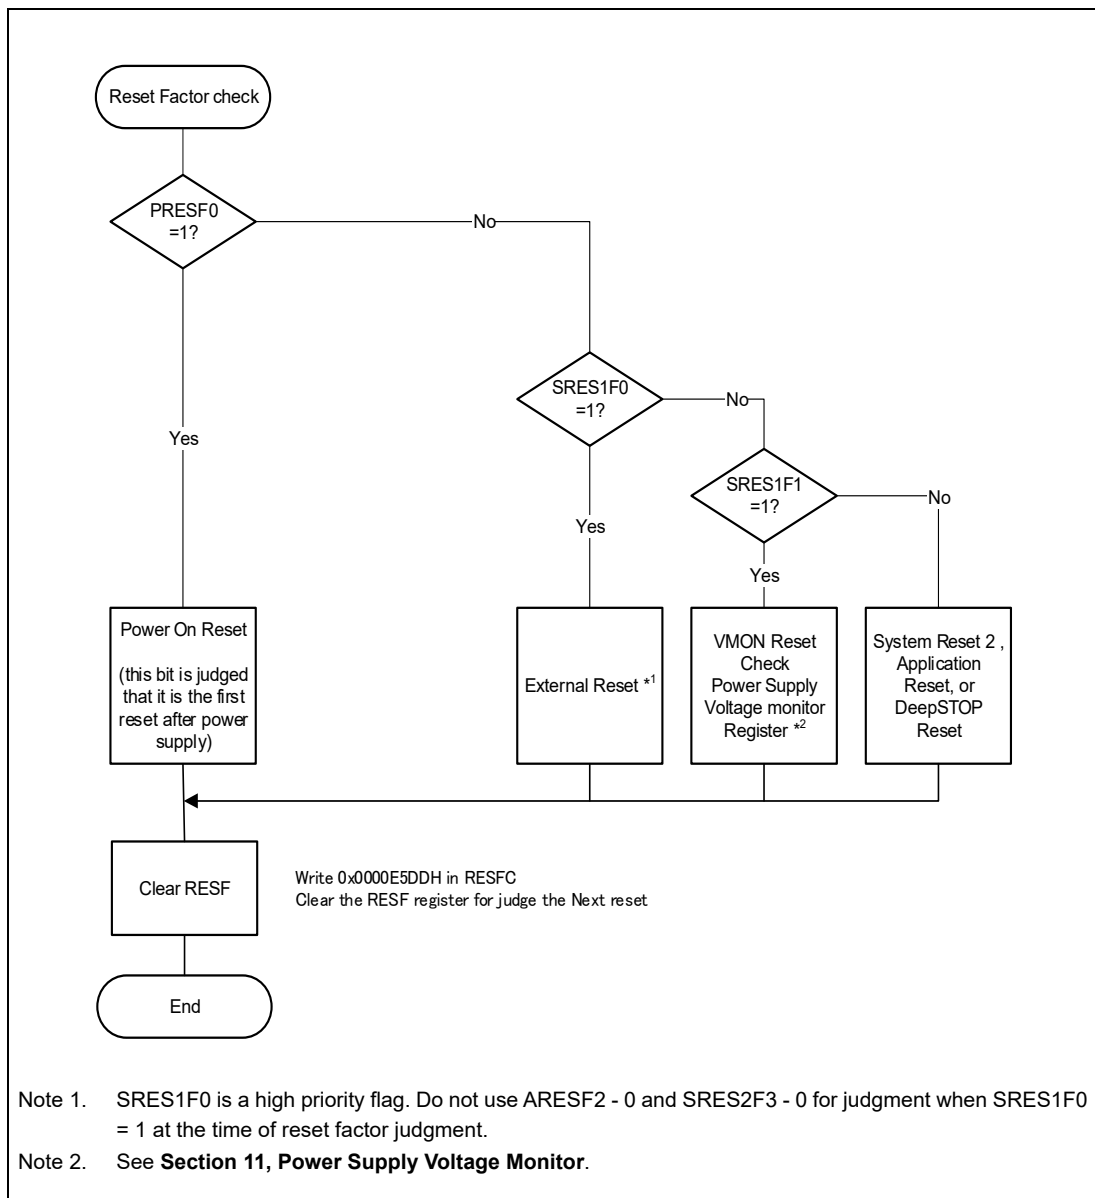 Reset Factor check
PRESF0
=1?
No
SRES1F0
=1?
No
Yes
SRES1F1
=1?
No
Yes
Yes
Power On Reset
(this bit is judged
that it is the first
reset after power
supply)
External Reset *1
VMON Reset
Check
Power Supply
Voltage monitor
Register *2
System Reset 2 ,
Application
Reset, or
DeepSTOP
Reset
Clear RESF
Write 0x0000E5DDH in RESFC
Clear the RESF register for judge the Next reset
End
Note 1. SRES1F0 is a high priority flag. Do not use ARESF2 - 0 and SRES2F3 - 0 for judgment when SRES1F0
= 1 at the time of reset factor judgment.
Note 2. See Section 11, Power Supply Voltage Monitor.